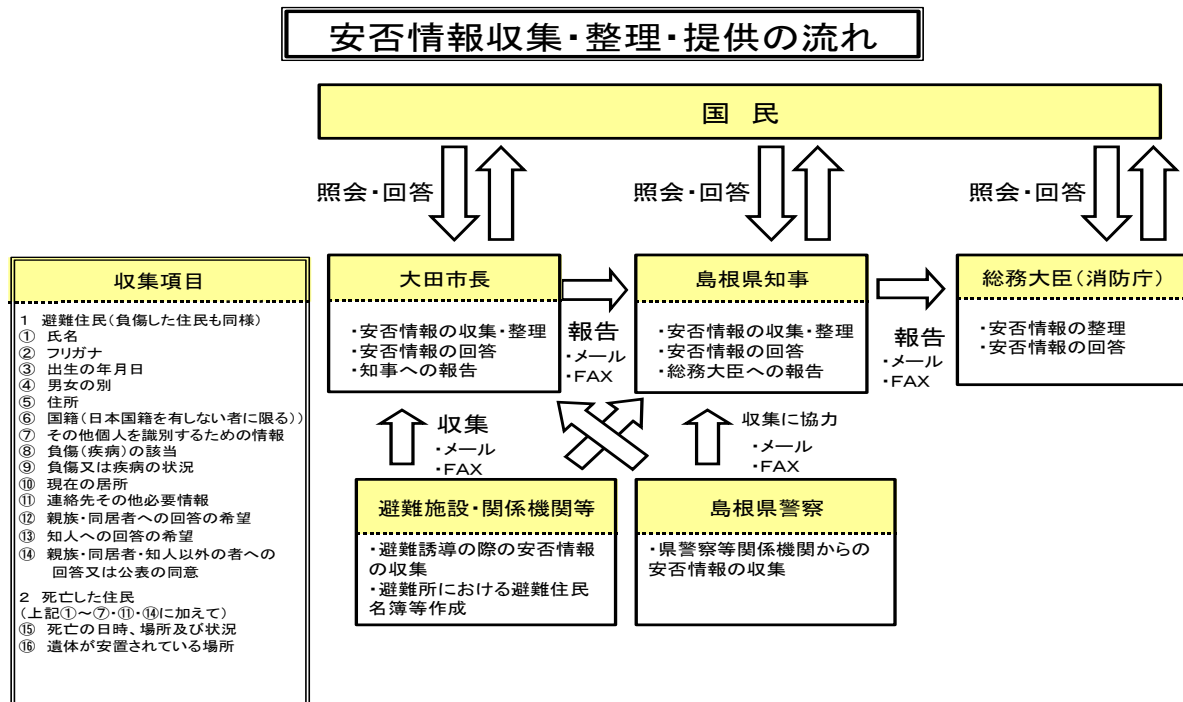 安否情報収集・整理・提供の流れ
国 民
照会・回答
照会・回答
照会・回答
収集項目
1 避難住民(負傷した住民も同様)
① 氏名
② フリガナ
③ 出生の年月日
④ 男女の別
⑤ 住所
⑥ 国籍(日本国籍を有しない者に限る))
⑦ その他個人を識別するための情報
⑧ 負傷(疾病)の該当
⑨ 負傷又は疾病の状況
⑩ 現在の居所
⑪ 連絡先その他必要情報
⑫ 親族・同居者への回答の希望
⑬ 知人への回答の希望
⑭ 親族・同居者・知人以外の者への
回答又は公表の同意
2 死亡した住民
(上記①～⑦・⑪・⑭に加えて)
⑮ 死亡の日時、場所及び状況
⑯ 遺体が安置されている場所
大田市長
・安否情報の収集・整理
・安否情報の回答
・知事への報告
報告
・メール
・FAX
島根県知事
・安否情報の収集・整理
・安否情報の回答
・総務大臣への報告
報告
・メール
・FAX
総務大臣(消防庁)
・安否情報の整理
・安否情報の回答
収集
・メール
・FAX
収集に協力
・メール
・FAX
避難施設・関係機関等
・避難誘導の際の安否情報
の収集
・避難所における避難住民
名簿等作成
島根県警察
・県警察等関係機関からの
安否情報の収集